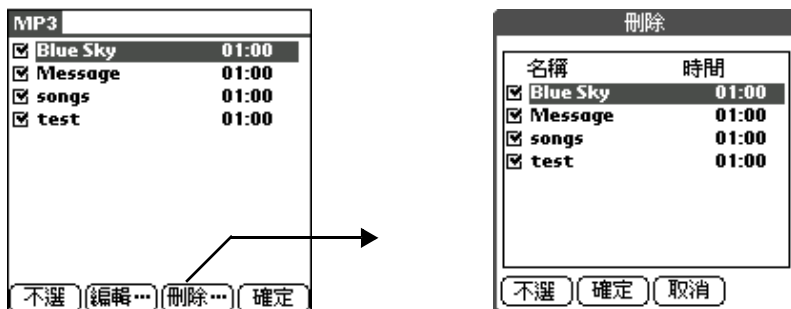 MP3
Blue Sky 01:00
Message 01:00
songs 01:00
test 01:00
不選 編輯… 刪除… 確定
刪除
名稱 時間
Blue Sky 01:00
Message 01:00
songs 01:00
test 01:00
不選 確定 取消